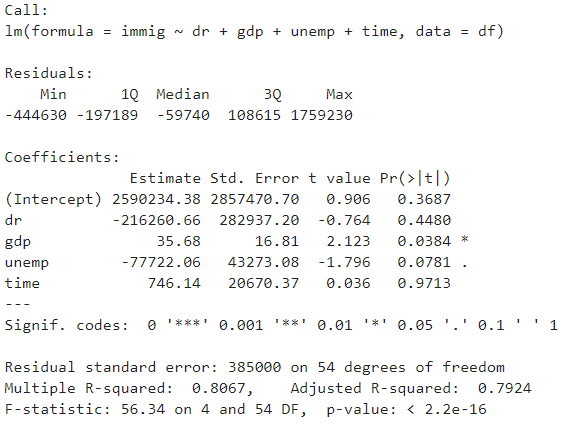 Call:
lm(formula = immig ~ dr + gdp + unemp + time, data = df)
Residuals:
Min 1Q Median 3Q Max
-444630 -197189 -59740 108615 1759230
Coefficients:
Estimate Std. Error t value Pr(>|t|)
(Intercept) 2590234.38 2857470.70 0.906 0.3687
dr -216260.66 282937.20 -0.764 0.4480
gdp 35.68 16.81 2.123 0.0384 *
unemp -77722.06 43273.08 -1.796 0.0781 .
time 746.14 20670.37 0.036 0.9713
---
Signif. codes: 0 '***' 0.001 '**' 0.01 '*' 0.05 '.' 0.1 ' ' 1
Residual standard error: 385000 on 54 degrees of freedom
Multiple R-squared: 0.8067, Adjusted R-squared: 0.7924
F-statistic: 56.34 on 4 and 54 DF, p-value: < 2.2e-16